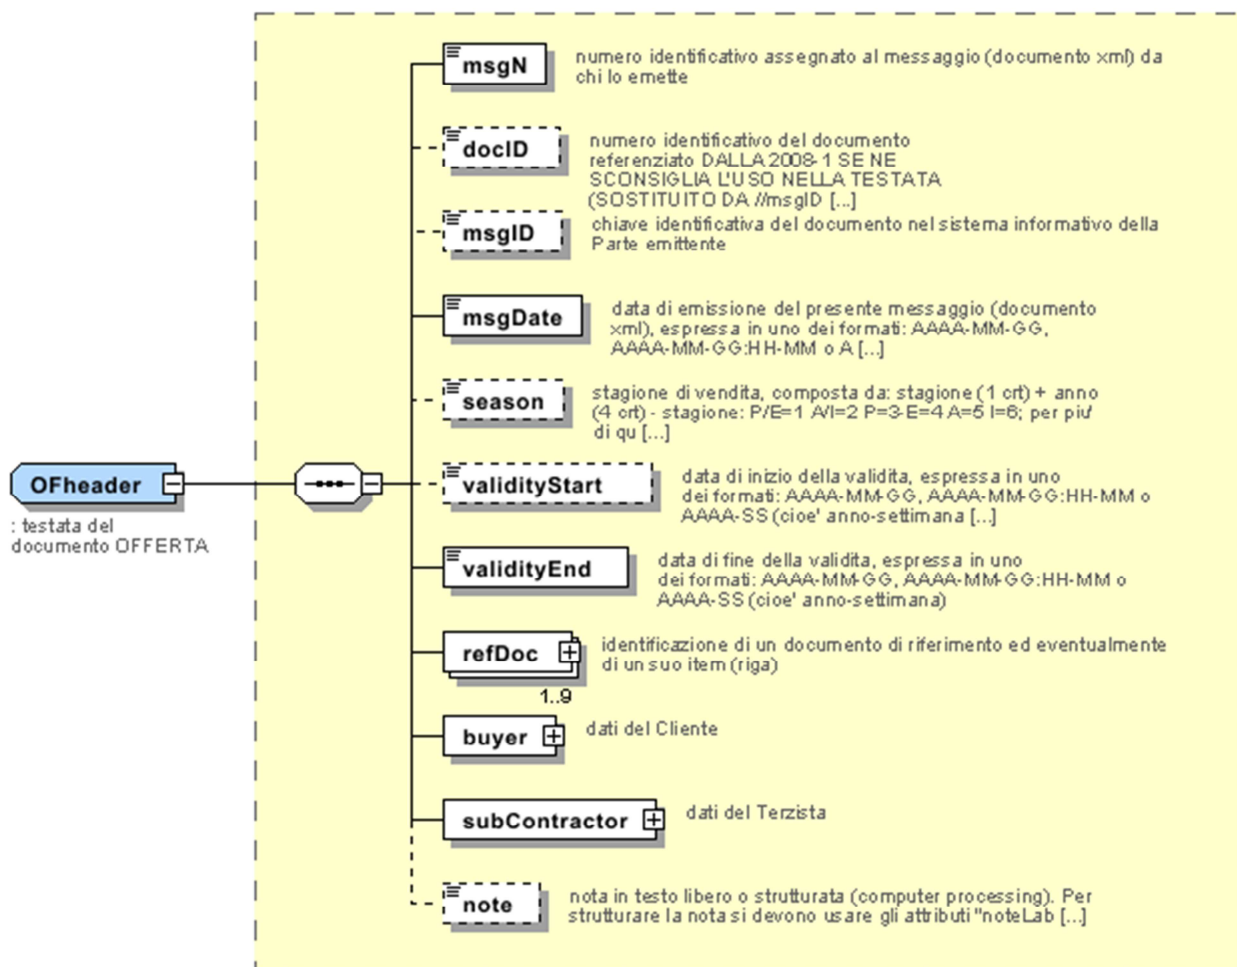 msgN
numero identificativo assegnato al messaggio (documento xml) da
chi lo emette
docID
numero identificativo del documento
referenziato DALLA 2008-1 SE NE
SCONSIGLIA L'USO NELLA TESTATA
(SOSTITUITO DA //msgID [...]
msgID
chiave identificativa del documento nel sistema informativo della
Parte emittente
msgDate
data di emissione del presente messaggio (documento
xml), espressa in uno dei formati: AAAA-MM-GG,
AAAA-MM-GG:HH-MM o A [...]
season
stagione di vendita, composta da: stagione (1 crt) + anno
(4 crt) - stagione: P/E=1 A/I=2 P=3-E=4 A=5 I=6; per piu'
di qu [...]
OFheader
: testata del
documento OFFERTA
validityStart
data di inizio della validita, espressa in uno
dei formati: AAAA-MM-GG, AAAA-MM-GG:HH-MM o
AAAA-SS (cioe' anno-settimana [...]
validityEnd
data di fine della validita, espressa in uno
dei formati: AAAA-MM-GG, AAAA-MM-GG:HH-MM o
AAAA-SS (cioe' anno-settimana)
refDoc
1..9
identificazione di un documento di riferimento ed eventualmente
di un suo item (riga)
buyer
dati del Cliente
subContractor
dati del Terzista
note
nota in testo libero o strutturata (computer processing). Per
strutturare la nota si devono usare gli attributi "noteLab [...]